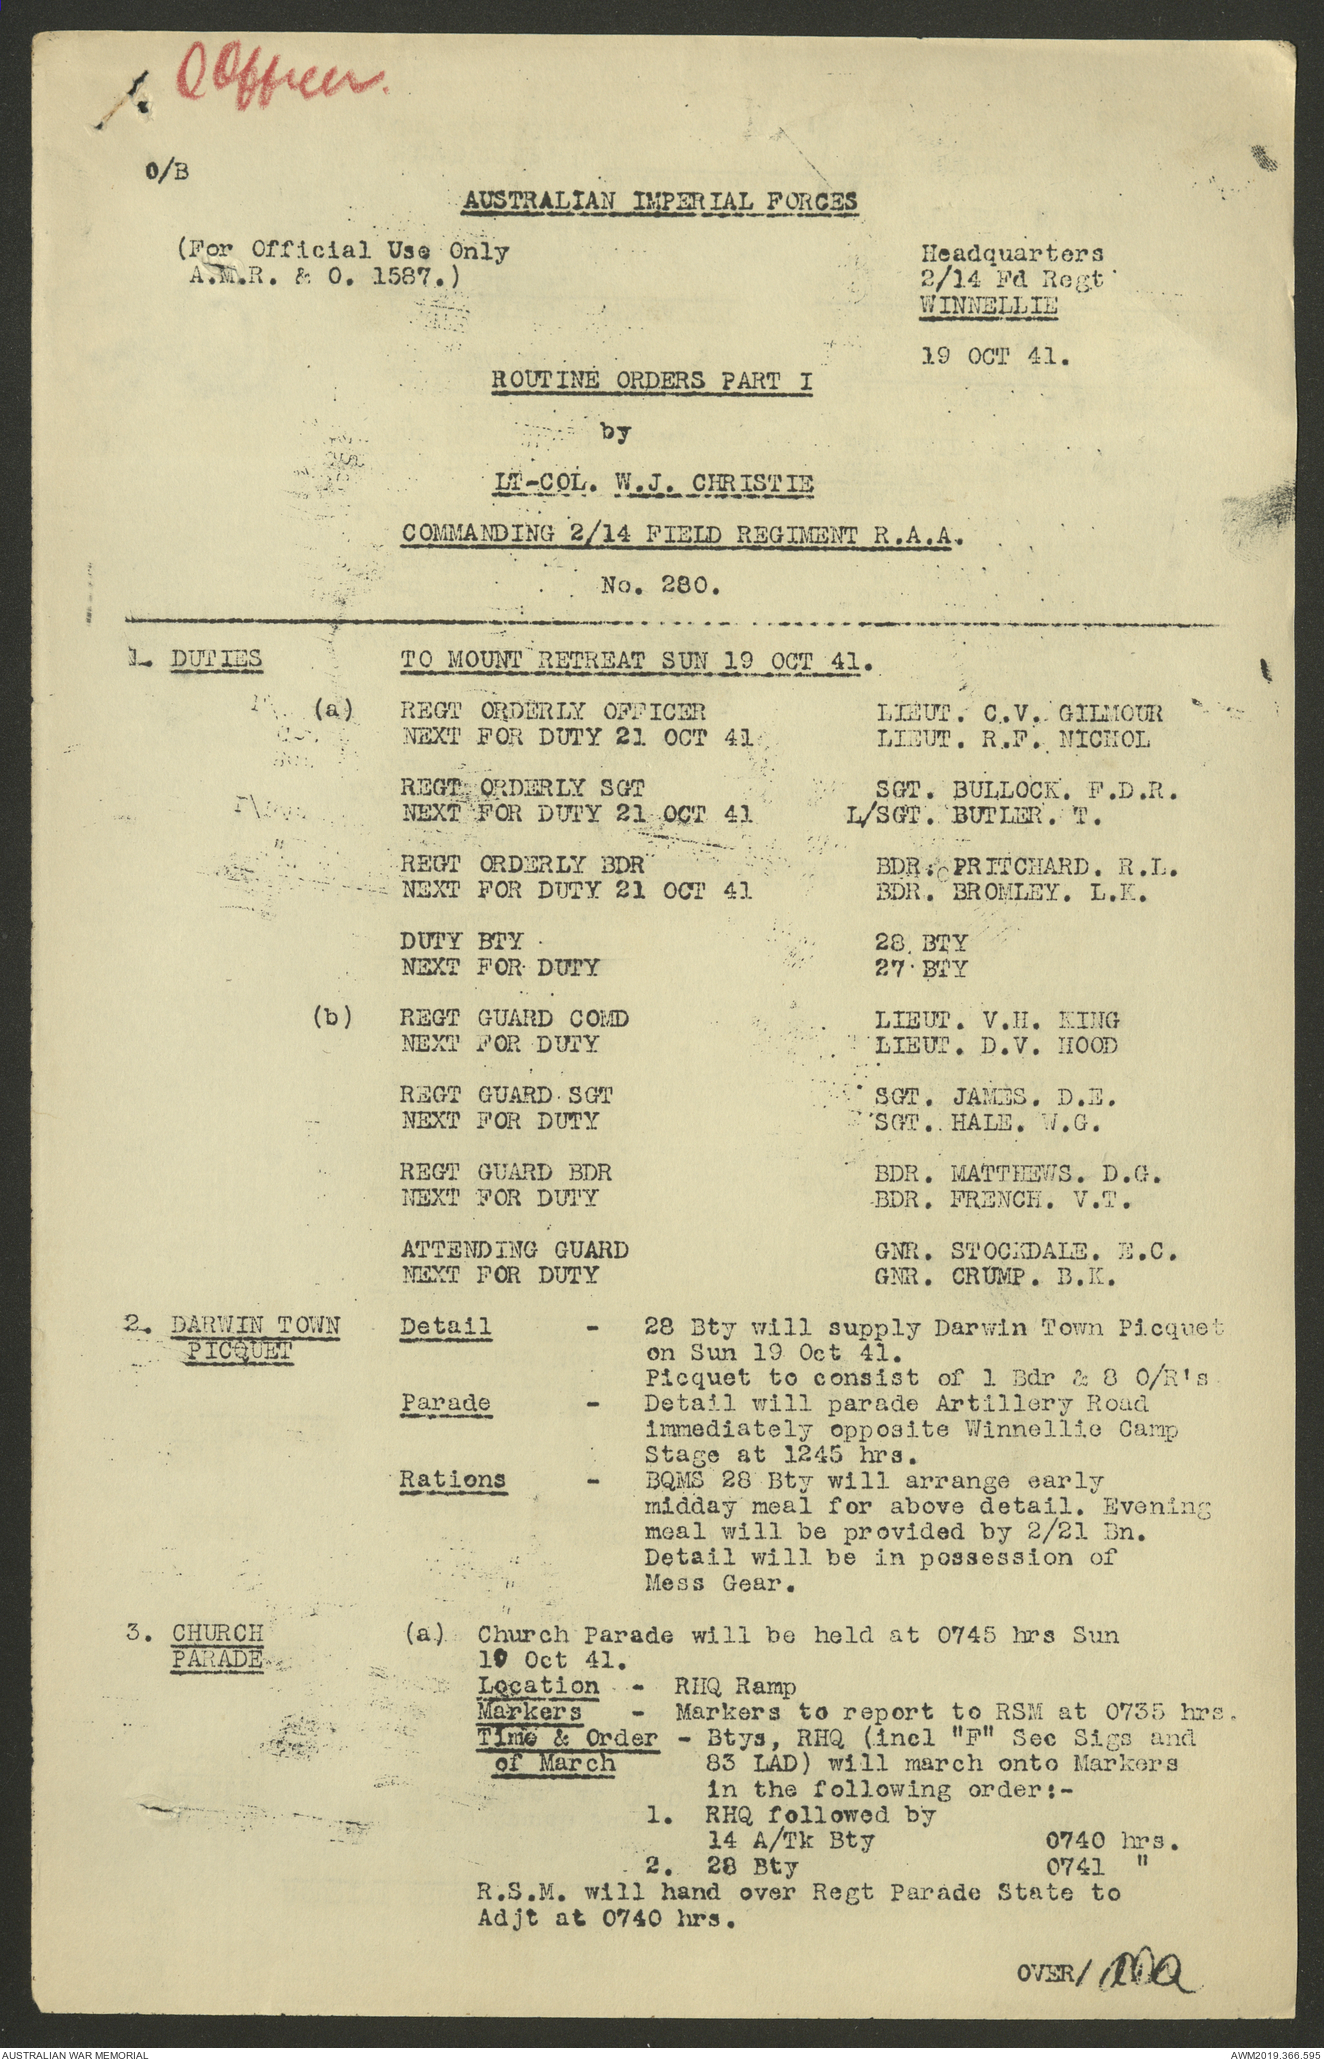 Officer.
O/B
AUSTRALIAN IMPERIAL FORCES
(For Official Use Only
A.M.R. & O. 1587.)
Headquarters
2/14 Fd Regt
WINNELLIE
19 OCT 41.
ROUTINE ORDERS PART I
by
LT-COL. W.J. CHRISTIE
COMMANDING 2/14 FIELD REGIMENT R.A.A.
No. 280.
1. DUTIES TO MOUNT RETREAT SUN 19 OCT 41.
(a) REGT ORDERLY OFFICER LIEUT. C.V. GILMOUR
NEXT FOR DUTY 21 OCT 41 LIEUT. R.F. NICHOL
REGT ORDERLY SGT SGT. BULLOCK. F.D.R.
NEXT FOR DUTY 21 OCT 41 L/SGT. BUTLER. T.
REGT ORDERLY BDR BDR. PRITCHARD. R.L.
NEXT FOR DUTY 21 OCT 41 BDR. BROMLEY. L.K.
DUTY BTY 28 BTY
NEXT FOR DUTY 27 BTY
(b) REGT GUARD COMD LIEUT. V.H. KING
NEXT FOR DUTY LIEUT. D.V. HOOD
REGT GUARD SGT SGT. JAMES. D.E.
NEXT FOR DUTY SGT. HALE. W.G.
REGT GUARD BDR BDR. MATTHEWS. D.G.
NEXT FOR DUTY BDR. FRENCH. V.T.
ATTENDING GUARD GNR. STOCKDALE. E.C.
NEXT FOR DUTY GNR. CRUMP. B.K.
2. DARWIN TOWN Detail - 28 Bty will supply Darwin Town Picquet
PICQUET on Sun 19 Oct 41.
Picquet to consist of 1 Bdr & 8 O/R's
Parade - Detail will parade Artillery Road
immediately opposite Winnellie Camp
Stage at 1245 hrs.
Rations - BQMS 28 Bty will arrange early
midday meal for above detail. Evening
meal will be provided by 2/21 Bn.
Detail will be in possession of
Mess Gear.
3. CHURCH (a) Church Parade will be held at 0745 hrs Sun
PARADE 19 Oct 41.
Location - RHQ Ramp
Markers - Markers to report to RSM at 0735 hrs.
Time & Order - Btys, RHQ (incl "F" Sec Sigs and
of March 83 LAD) will march onto Markers
in the following order:-
1. RHQ followed by
14 A/Tk Bty 0740 hrs.
2. 28 Bty 0741 "
R.S.M. will hand over Regt Parade State to
Adjt at 0740 hrs.
OVER/
AUSTRALIAN WAR MEMORIAL
AWM2019.366.595